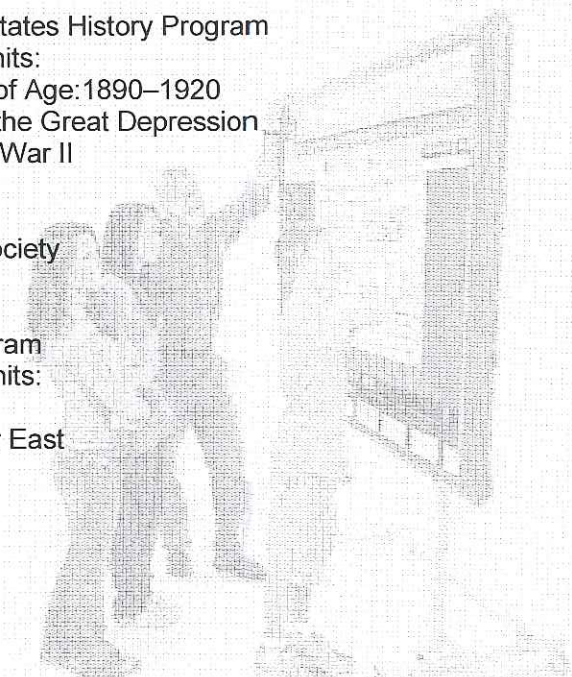 tates History Program
nits:
of Age:1890–1920
the Great Depression
War II
ociety
ram
nits:
r East